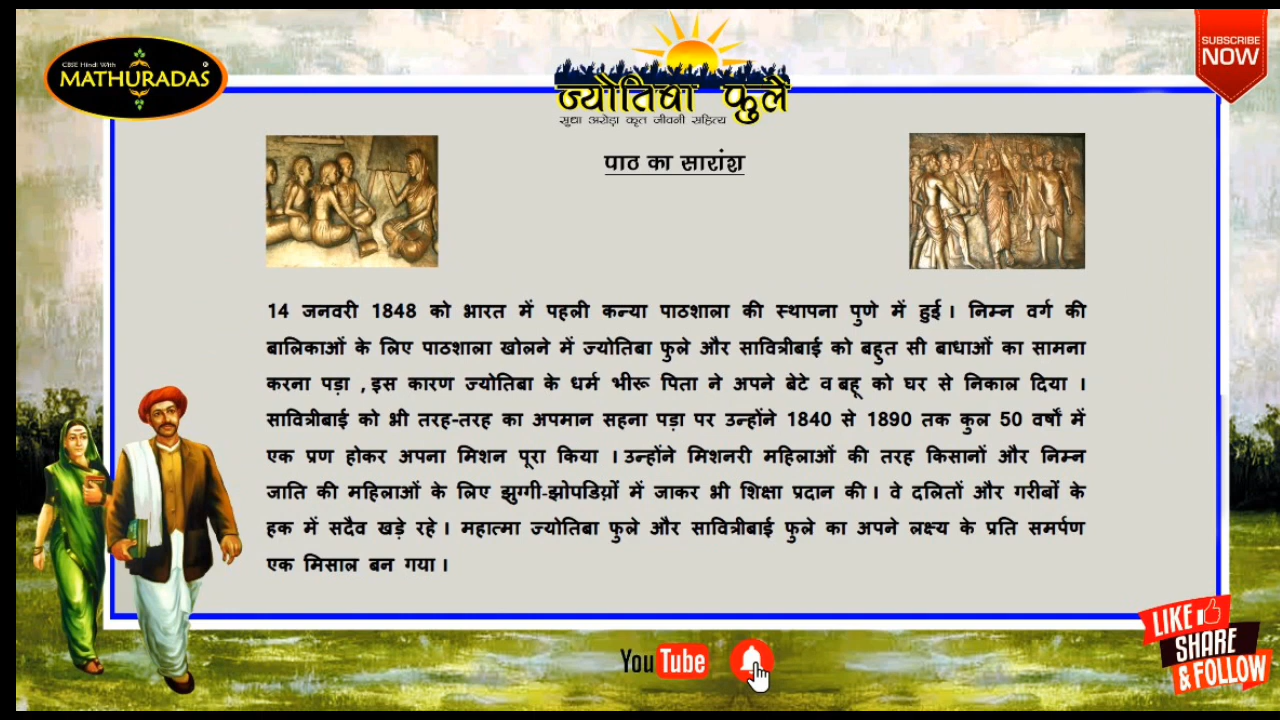 CBSE Hindi With
MATHURADAS
ज्योतिबा फुले
सुधा अरोड़ा कृत जीवनी सहित्य
SUBSCRIBE
NOW
पाठ का सारांश
14 जनवरी 1848 को भारत में पहली कन्या पाठशाला की स्थापना पुणे में हुई । निम्न वर्ग की
बालिकाओं के लिए पाठशाला खोलने में ज्योतिबा फुले और सावित्रीबाई को बहुत सी बाधाओं का सामना
करना पड़ा , इस कारण ज्योतिबा के धर्म भीरू पिता ने अपने बेटे व बहू को घर से निकाल दिया ।
सावित्रीबाई को भी तरह-तरह का अपमान सहना पड़ा पर उन्होंने 1840 से 1890 तक कुल 50 वर्षों में
एक प्रण होकर अपना मिशन पूरा किया । उन्होंने मिशनरी महिलाओं की तरह किसानों और निम्न
जाति की महिलाओं के लिए झुग्गी-झोपडिय़ों में जाकर भी शिक्षा प्रदान की । वे दलितों और गरीबों के
हक में सदैव खड़े रहे । महात्मा ज्योतिबा फुले और सावित्रीबाई फुले का अपने लक्ष्य के प्रति समर्पण
एक मिसाल बन गया ।
YouTube
LIKE
SHARE
& FOLLOW